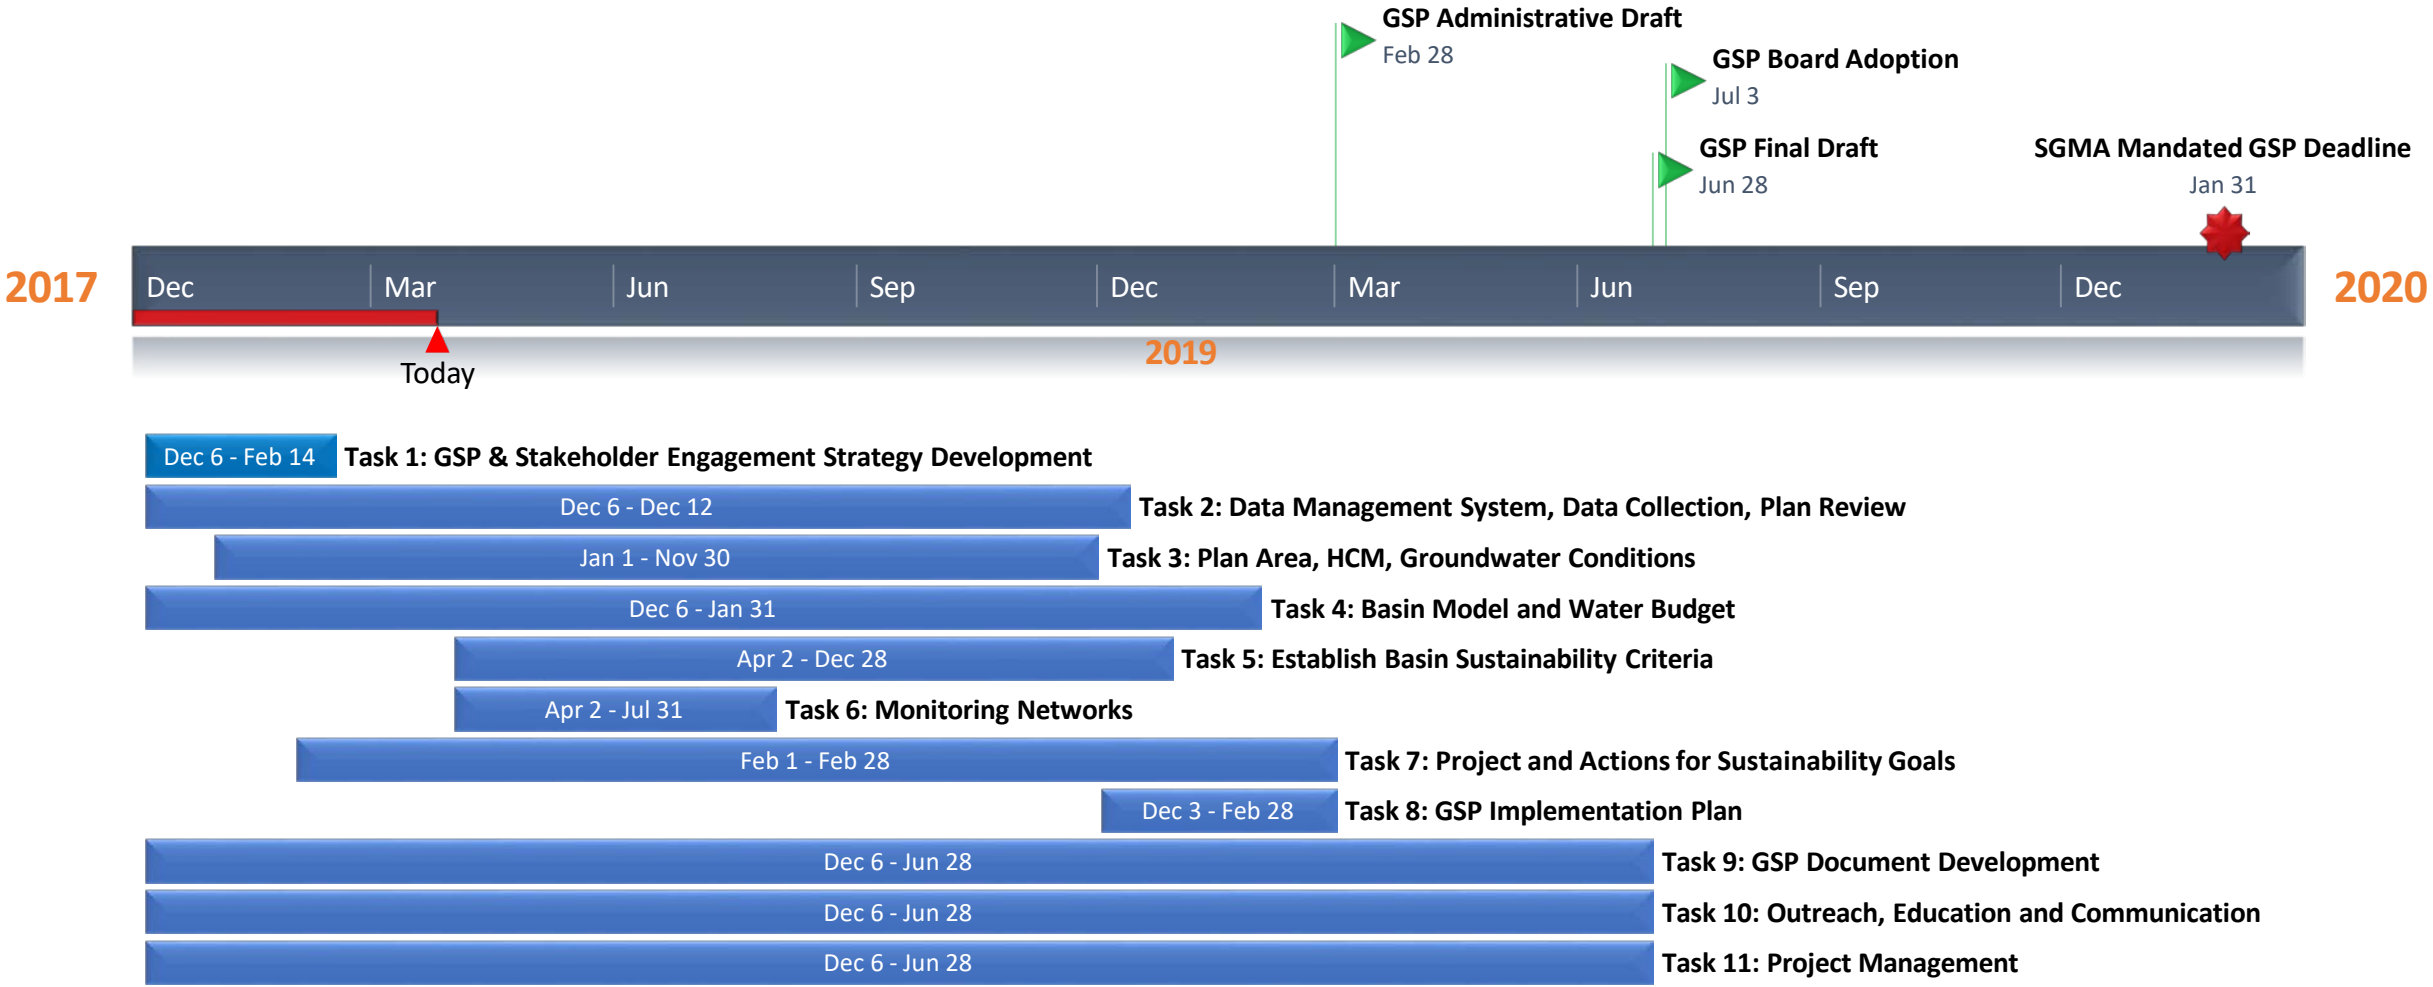 GSP Administrative Draft
Feb 28
GSP Board Adoption
Jul 3
GSP Final Draft
Jun 28
SGMA Mandated GSP Deadline
Jan 31
2017
Dec
Mar
Jun
Sep
Dec
Mar
Jun
Sep
Dec
2020
2019
Today
Dec 6 - Feb 14
Task 1: GSP & Stakeholder Engagement Strategy Development
Dec 6 - Dec 12
Task 2: Data Management System, Data Collection, Plan Review
Jan 1 - Nov 30
Task 3: Plan Area, HCM, Groundwater Conditions
Dec 6 - Jan 31
Task 4: Basin Model and Water Budget
Apr 2 - Dec 28
Task 5: Establish Basin Sustainability Criteria
Apr 2 - Jul 31
Task 6: Monitoring Networks
Feb 1 - Feb 28
Task 7: Project and Actions for Sustainability Goals
Dec 3 - Feb 28
Task 8: GSP Implementation Plan
Dec 6 - Jun 28
Task 9: GSP Document Development
Dec 6 - Jun 28
Task 10: Outreach, Education and Communication
Dec 6 - Jun 28
Task 11: Project Management